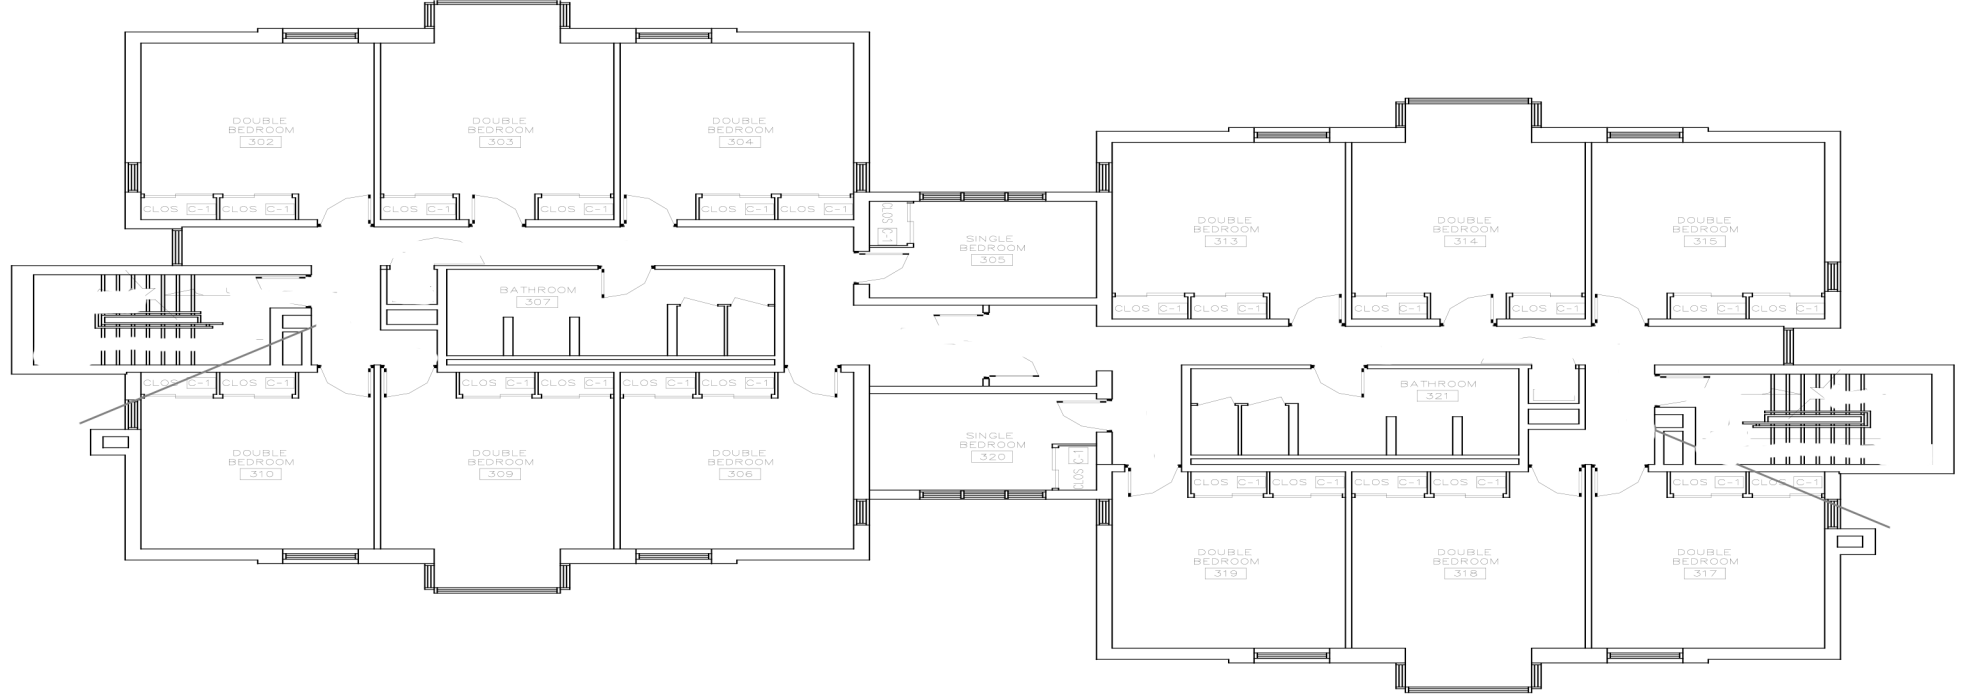 DOUBLE
BEDROOM
302
DOUBLE
BEDROOM
303
DOUBLE
BEDROOM
304
CLOS C-1
CLOS C-1
CLOS C-1
CLOS C-1
CLOS C-1
CLOS C-1
CLOS
C-1
SINGLE
BEDROOM
305
BATHROOM
307
CLOS C-1
CLOS C-1
CLOS C-1
CLOS C-1
CLOS C-1
CLOS C-1
DOUBLE
BEDROOM
310
DOUBLE
BEDROOM
309
DOUBLE
BEDROOM
306
SINGLE
BEDROOM
320
CLOS
C-1
DOUBLE
BEDROOM
313
DOUBLE
BEDROOM
314
DOUBLE
BEDROOM
315
CLOS C-1
CLOS C-1
CLOS C-1
CLOS C-1
CLOS C-1
CLOS C-1
BATHROOM
321
CLOS C-1
CLOS C-1
CLOS C-1
CLOS C-1
CLOS C-1
CLOS C-1
DOUBLE
BEDROOM
319
DOUBLE
BEDROOM
318
DOUBLE
BEDROOM
317